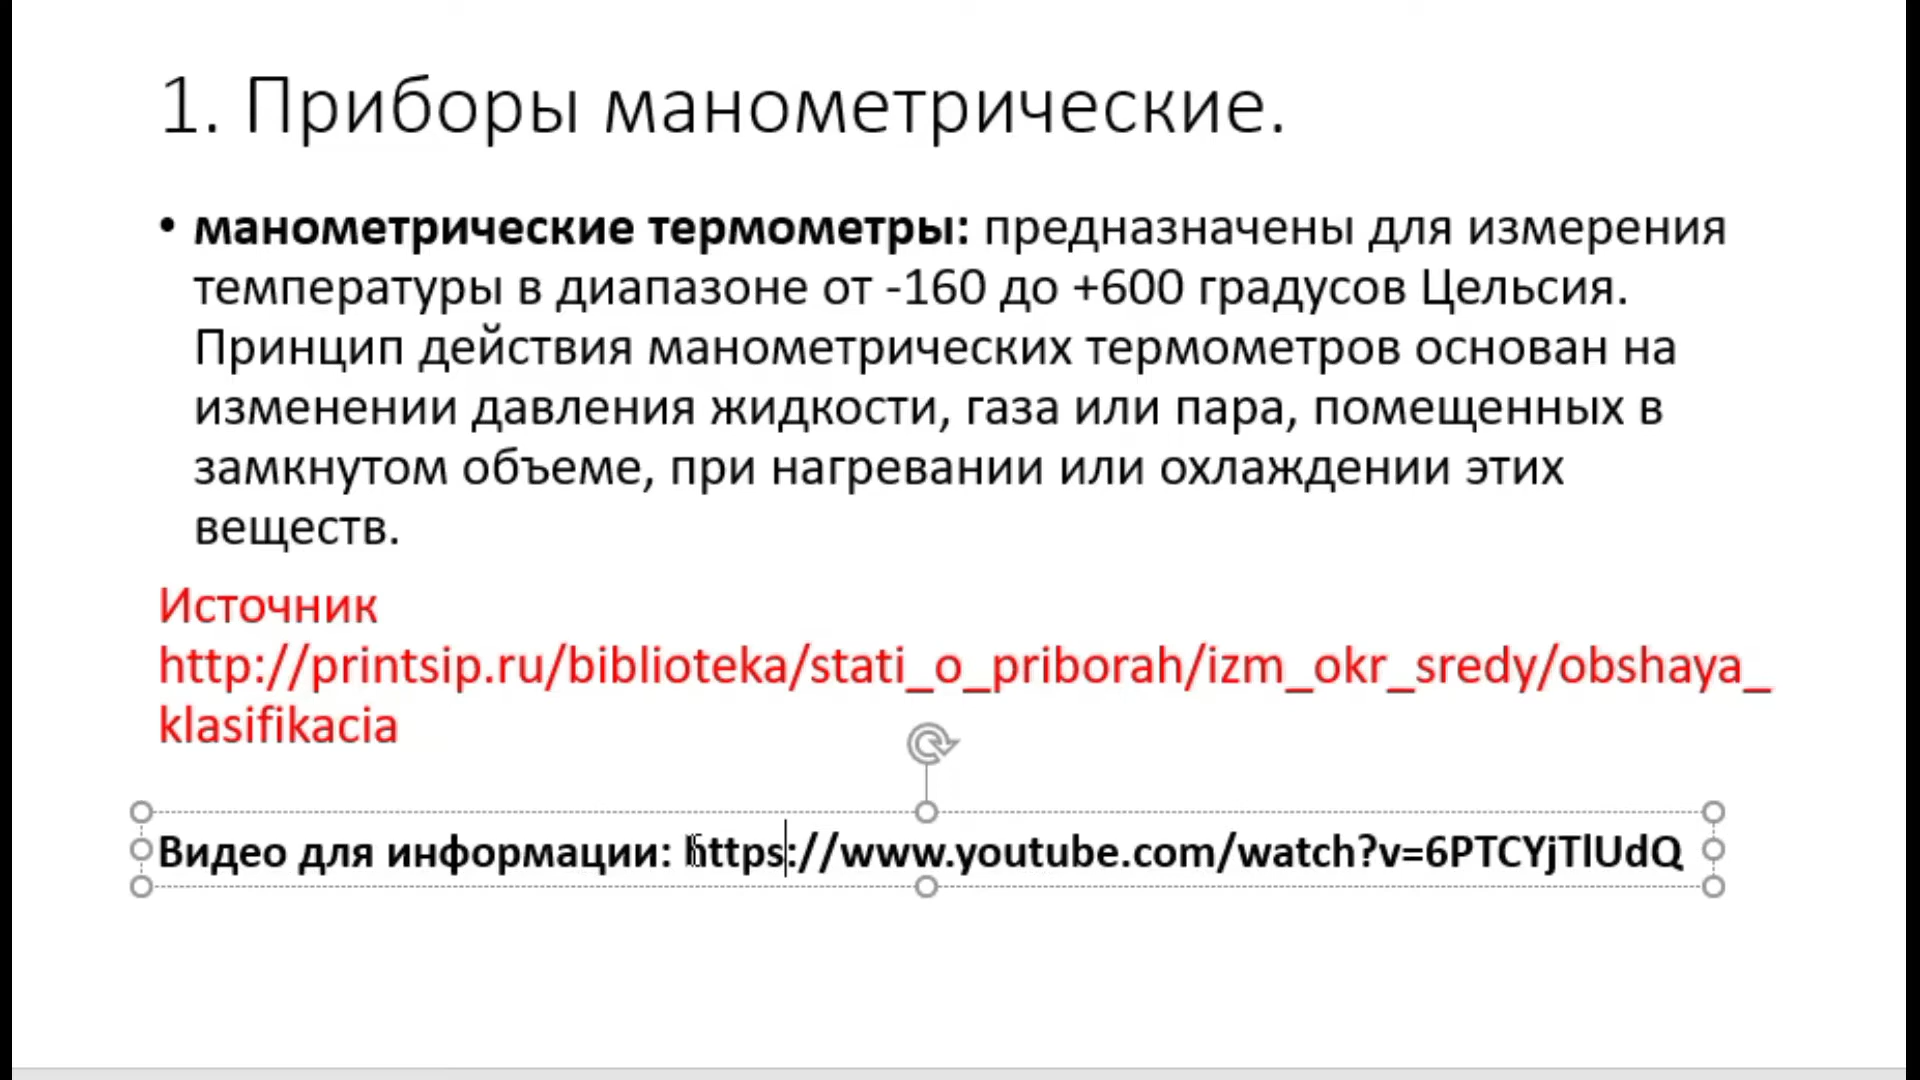 1. Приборы манометрические.
• манометрические термометры: предназначены для измерения
температуры в диапазоне от -160 до +600 градусов Цельсия.
Принцип действия манометрических термометров основан на
изменении давления жидкости, газа или пара, помещенных в
замкнутом объеме, при нагревании или охлаждении этих
веществ.
Источник
http://printsip.ru/biblioteka/stati_o_priborah/izm_okr_sredy/obshaya_
klasifikacia
Видео для информации: https://www.youtube.com/watch?v=6PTCYjTlUdQ